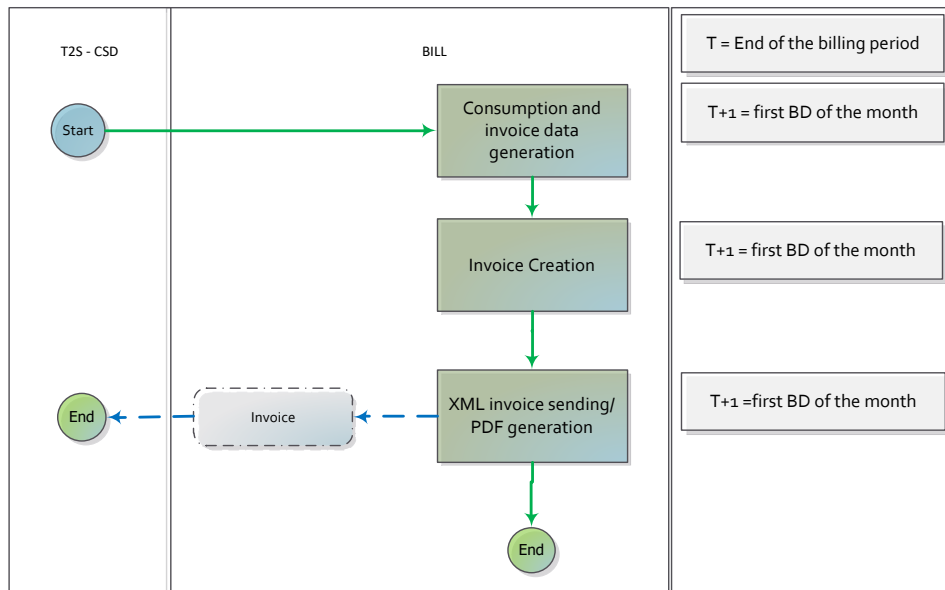 T2S - CSD
BILL
T = End of the billing period
Start
Consumption and
invoice data
generation
T+1 = first BD of the month
Invoice Creation
T+1 = first BD of the month
End
Invoice
XML invoice sending/
PDF generation
T+1 =first BD of the month
End